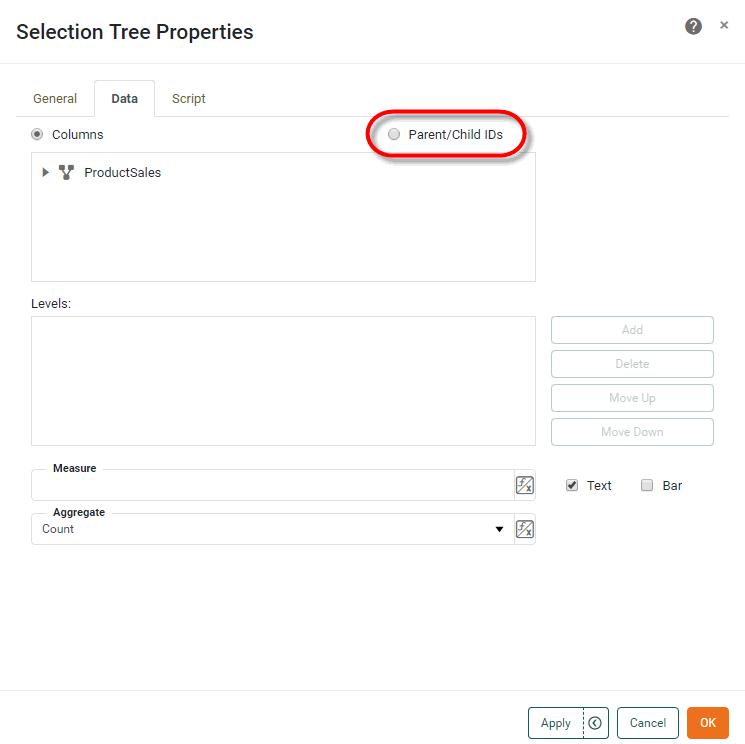 Selection Tree Properties ? ×
General Data Script
Columns Parent/Child IDs
ProductSales
Levels:
Add
Delete
Move Up
Move Down
Measure
Text Bar
Aggregate
Count
Apply Cancel OK